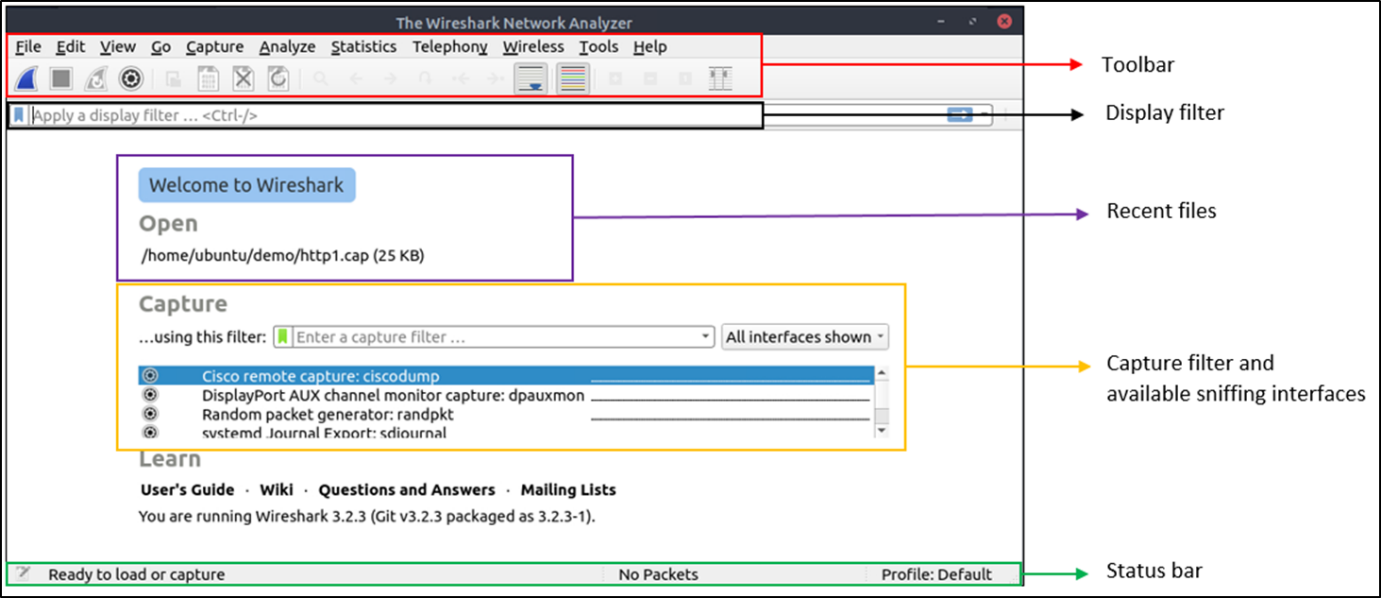 The Wireshark Network Analyzer
File Edit View Go Capture Analyze Statistics Telephony Wireless Tools Help
Toolbar
Apply a display filter ... <Ctrl-/>
Display filter
Welcome to Wireshark
Open
Recent files
/home/ubuntu/demo/http1.cap (25 KB)
Capture
...using this filter: Enter a capture filter ... All interfaces shown
Capture filter and
available sniffing interfaces
Cisco remote capture: ciscodump
DisplayPort AUX channel monitor capture: dpauxmon
Random packet generator: randpkt
systemd Journal Export: sdjournal
Learn
User's Guide · Wiki · Questions and Answers · Mailing Lists
You are running Wireshark 3.2.3 (Git v3.2.3 packaged as 3.2.3-1).
Ready to load or capture No Packets Profile: Default
Status bar